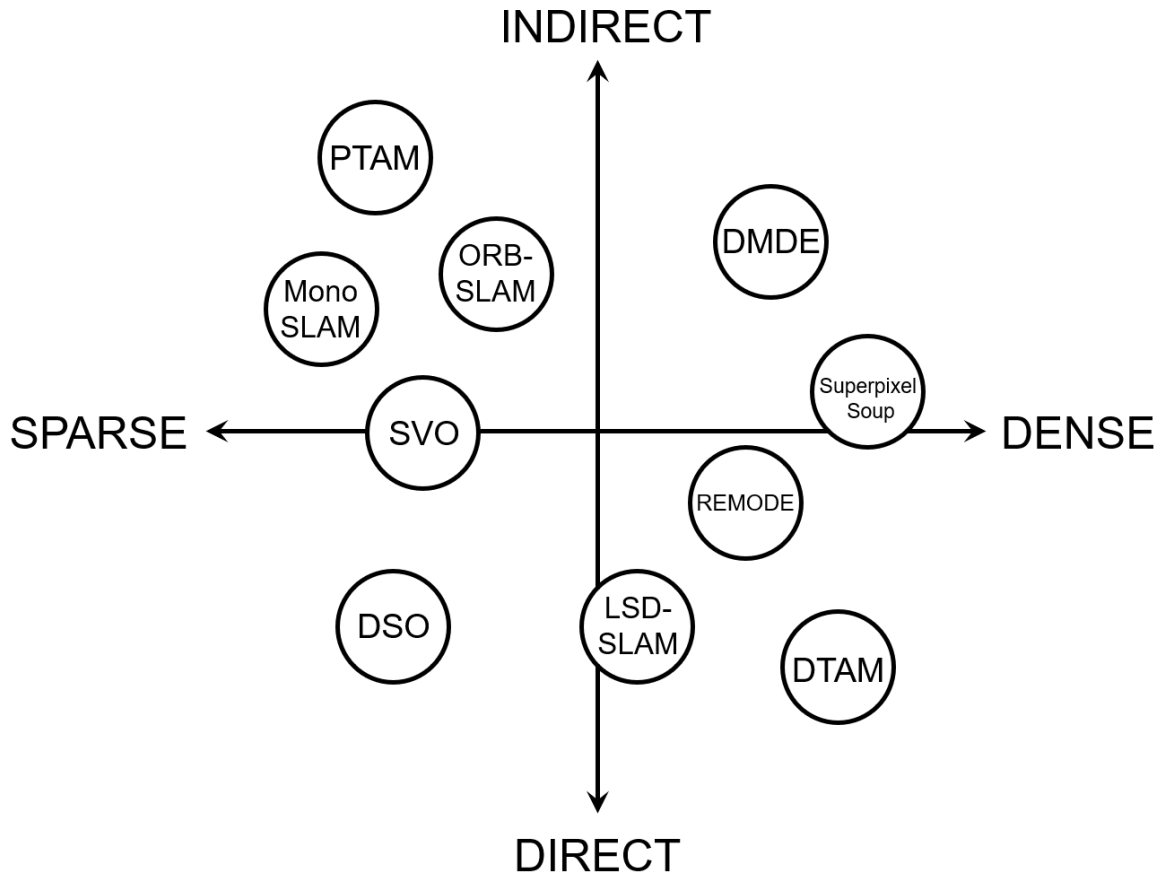 INDIRECT
PTAM
DMDE
ORB-
SLAM
Mono
SLAM
Superpixel
Soup
SPARSE
SVO
DENSE
REMODE
DSO
LSD-
SLAM
DTAM
DIRECT